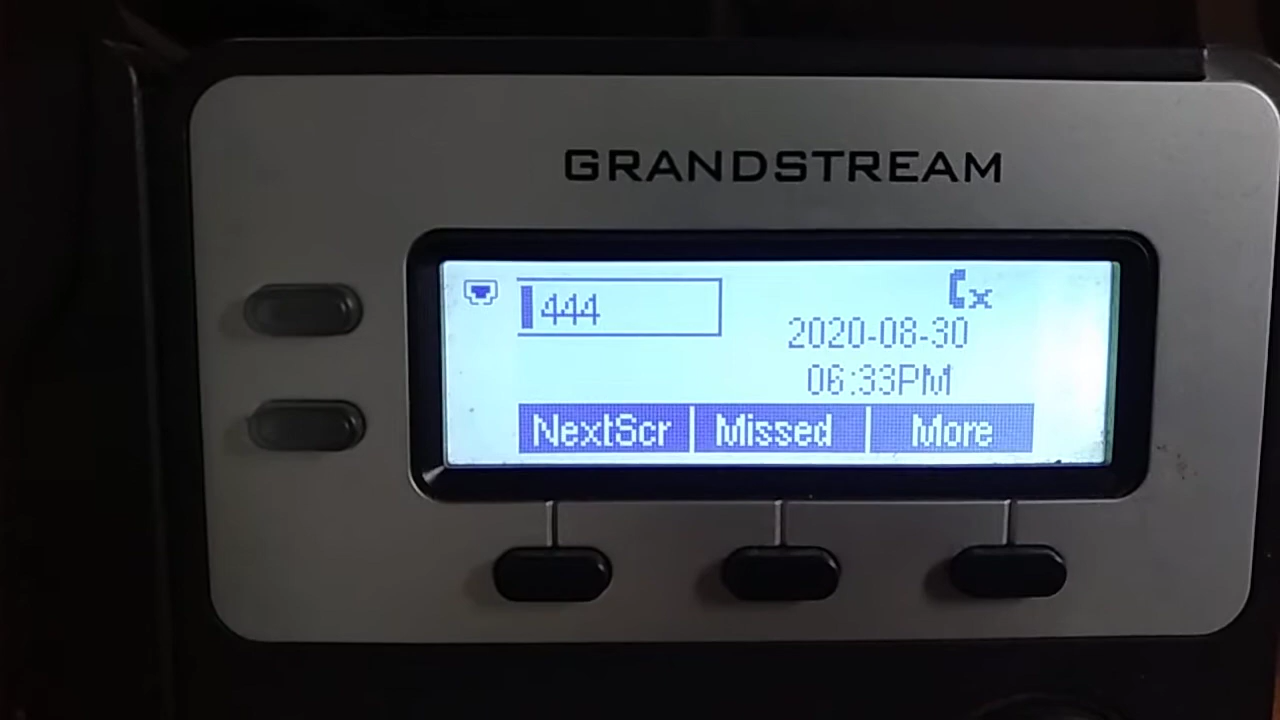 GRANDSTREAM
444
2020-08-30
06:33PM
NextScr Missed More